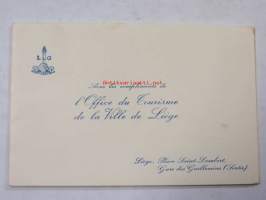 L G
Avec les compliments de
l'Office du Tourisme
de la Ville de Liège
Liège, Place Saint-Lambert,
Gare des Guillemins (Sortie)